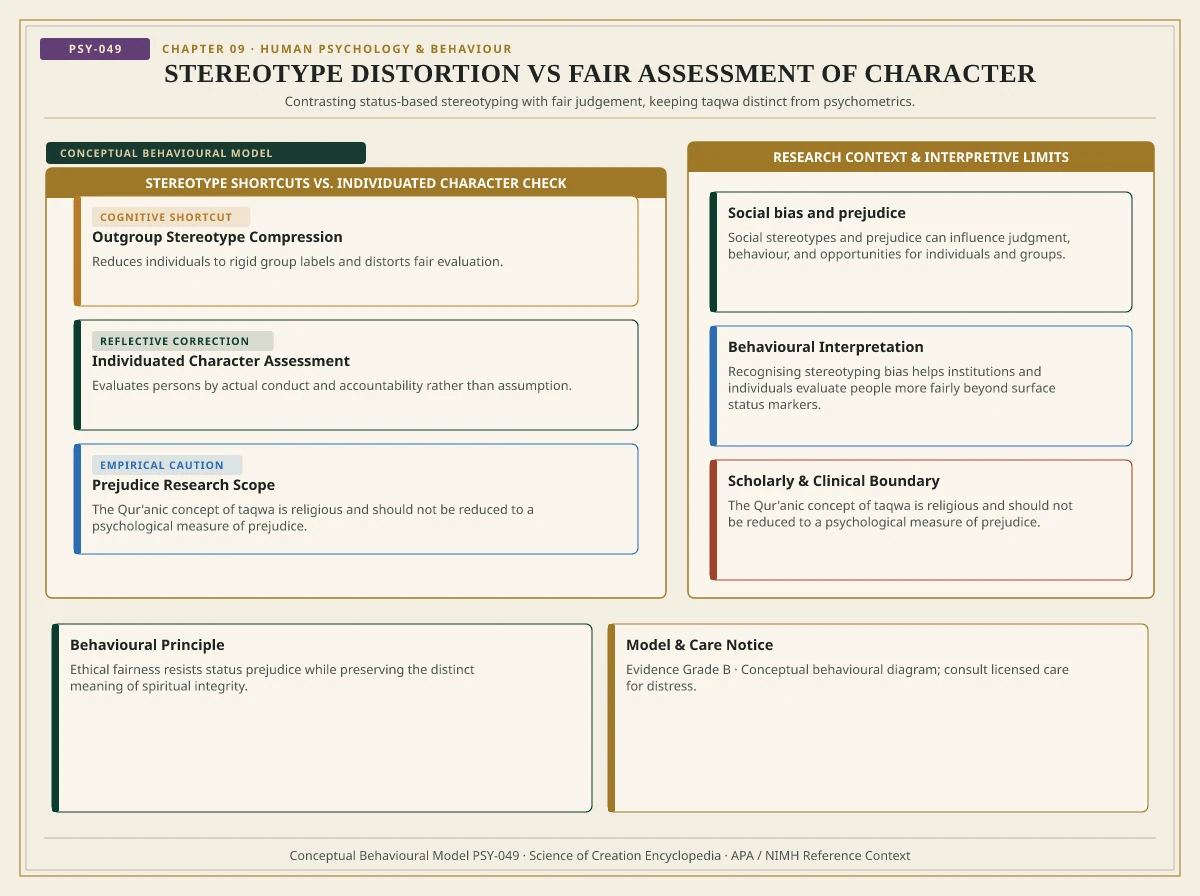 PSY-049
CHAPTER 09 · HUMAN PSYCHOLOGY & BEHAVIOUR
STEREOTYPE DISTORTION VS FAIR ASSESSMENT OF CHARACTER
Contrasting status-based stereotyping with fair judgement, keeping taqwa distinct from psychometrics.
CONCEPTUAL BEHAVIOURAL MODEL
STEREOTYPE SHORTCUTS VS. INDIVIDUATED CHARACTER CHECK
COGNITIVE SHORTCUT
Outgroup Stereotype Compression
Reduces individuals to rigid group labels and distorts fair evaluation.
REFLECTIVE CORRECTION
Individuated Character Assessment
Evaluates persons by actual conduct and accountability rather than assumption.
EMPIRICAL CAUTION
Prejudice Research Scope
The Qur'anic concept of taqwa is religious and should not be reduced to a
psychological measure of prejudice.
RESEARCH CONTEXT & INTERPRETIVE LIMITS
Social bias and prejudice
Social stereotypes and prejudice can influence judgment,
behaviour, and opportunities for individuals and groups.
Behavioural Interpretation
Recognising stereotyping bias helps institutions and
individuals evaluate people more fairly beyond surface
status markers.
Scholarly & Clinical Boundary
The Qur'anic concept of taqwa is religious and should not
be reduced to a psychological measure of prejudice.
Behavioural Principle
Ethical fairness resists status prejudice while preserving the distinct
meaning of spiritual integrity.
Model & Care Notice
Evidence Grade B · Conceptual behavioural diagram; consult licensed care
for distress.
Conceptual Behavioural Model PSY-049 · Science of Creation Encyclopedia · APA / NIMH Reference Context